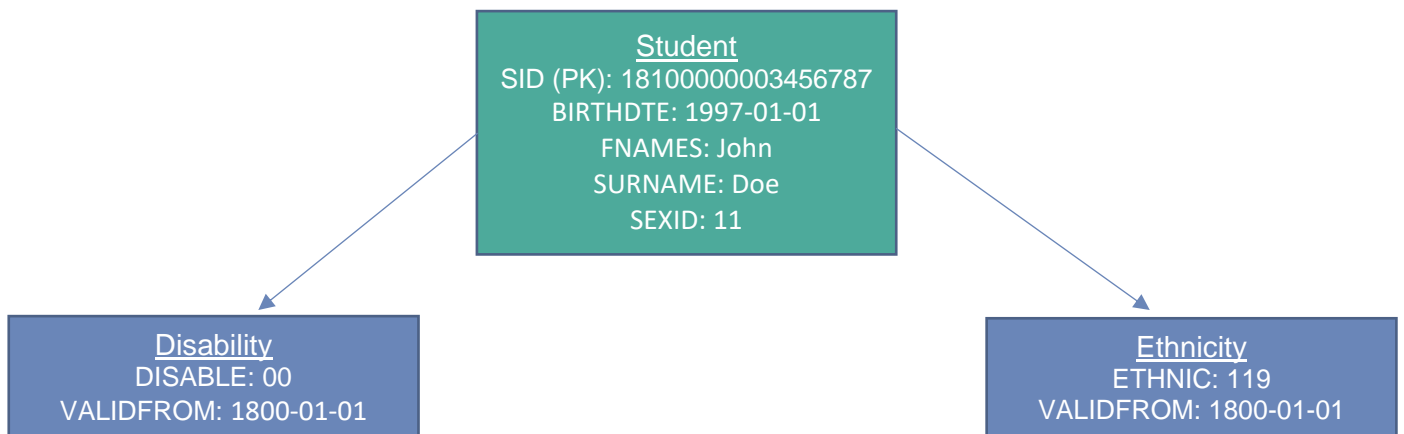 Student
SID (PK): 18100000003456787
BIRTHDTE: 1997-01-01
FNAMES: John
SURNAME: Doe
SEXID: 11
Disability
DISABLE: 00
VALIDFROM: 1800-01-01
Ethnicity
ETHNIC: 119
VALIDFROM: 1800-01-01